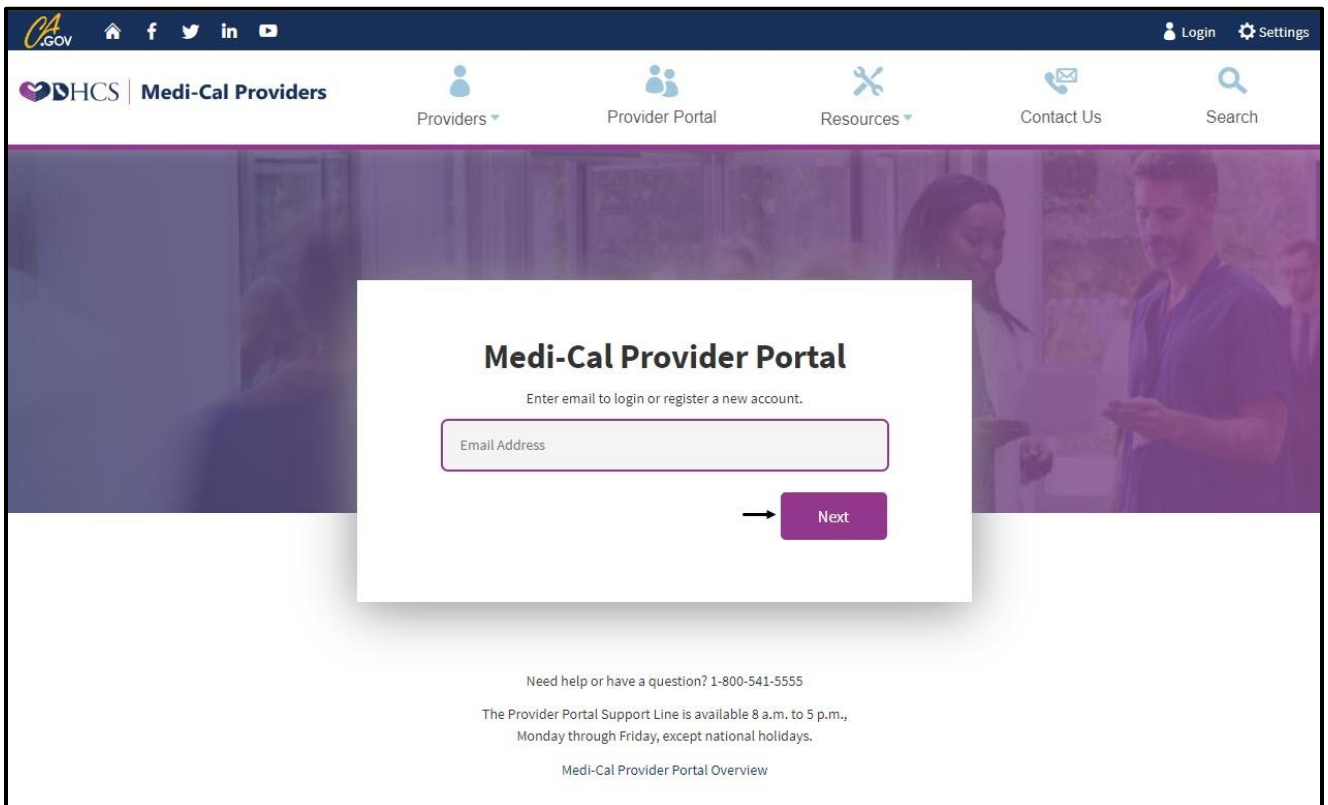 CA.GOV
Login Settings
DHCS | Medi-Cal Providers
Providers Provider Portal Resources Contact Us Search
Medi-Cal Provider Portal
Enter email to login or register a new account.
Email Address
Next
Need help or have a question? 1-800-541-5555
The Provider Portal Support Line is available 8 a.m. to 5 p.m.,
Monday through Friday, except national holidays.
Medi-Cal Provider Portal Overview